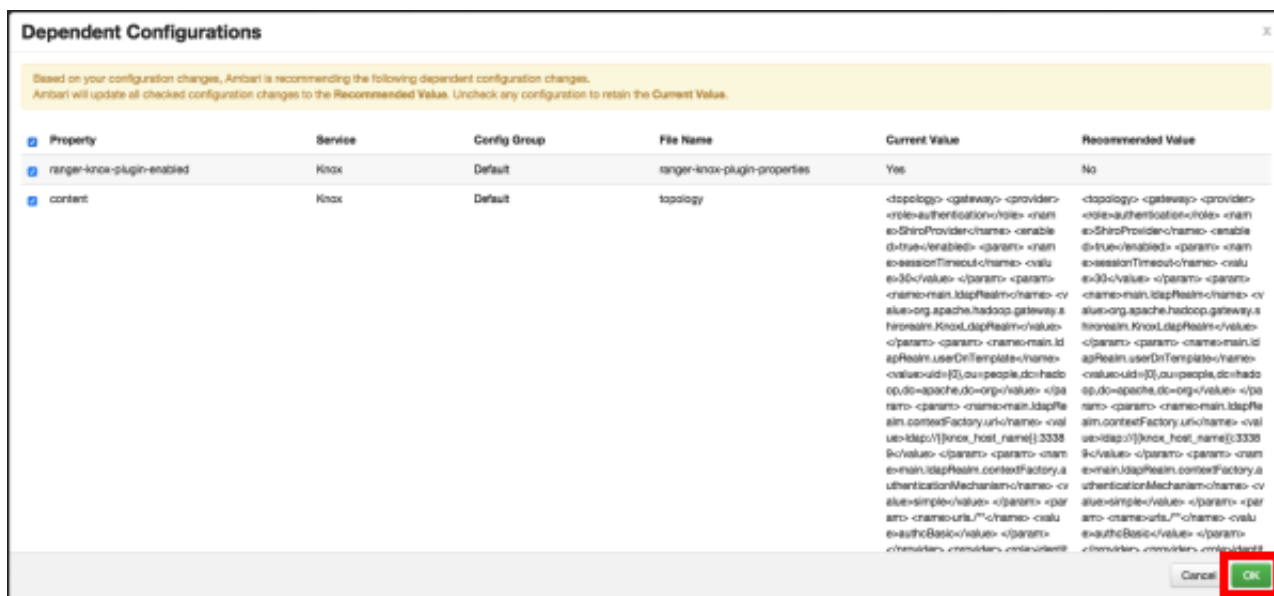 Dependent Configurations
X
Based on your configuration changes, Ambari is recommending the following dependent configuration changes.
Ambari will update all checked configuration changes to the Recommended Value. Uncheck any configuration to retain the Current Value.
Property Service Config Group File Name Current Value Recommended Value
ranger-knox-plugin-enabled Knox Default ranger-knox-plugin-properties Yes No
content Knox Default topology
<topology> <gateway> <provider>
<role>authentication</role> <nam
e>ShiroProvider</name> <enable
d>true</enabled> <param> <nam
e>sessionTimeout</name> <valu
e>30</value> </param> <param>
<name>main.ldapRealm</name> <v
alue>org.apache.hadoop.gateway.s
hirorealm.KnoxLdapRealm</value>
</param> <param> <name>main.ld
apRealm.userDnTemplate</name>
<value>uid={0},ou=people,dc=hado
op,dc=apache,dc=org</value> </pa
ram> <param> <name>main.ldapRe
alm.contextFactory.url</name> <val
ue>ldap://{{knox_host_name}}:3338
9</value> </param> <param> <nam
e>main.ldapRealm.contextFactory.a
uthenticationMechanism</name> <v
alue>simple</value> </param> <par
am> <name>urls./**</name> <valu
e>authcBasic</value> </param>
</provider> <provider> <role>identit
<topology> <gateway> <provider>
<role>authentication</role> <nam
e>ShiroProvider</name> <enable
d>true</enabled> <param> <nam
e>sessionTimeout</name> <valu
e>30</value> </param> <param>
<name>main.ldapRealm</name> <v
alue>org.apache.hadoop.gateway.s
hirorealm.KnoxLdapRealm</value>
</param> <param> <name>main.ld
apRealm.userDnTemplate</name>
<value>uid={0},ou=people,dc=hado
op,dc=apache,dc=org</value> </pa
ram> <param> <name>main.ldapRe
alm.contextFactory.url</name> <val
ue>ldap://{{knox_host_name}}:3338
9</value> </param> <param> <nam
e>main.ldapRealm.contextFactory.a
uthenticationMechanism</name> <v
alue>simple</value> </param> <par
am> <name>urls./**</name> <valu
e>authcBasic</value> </param>
</provider> <provider> <role>identit
Cancel OK